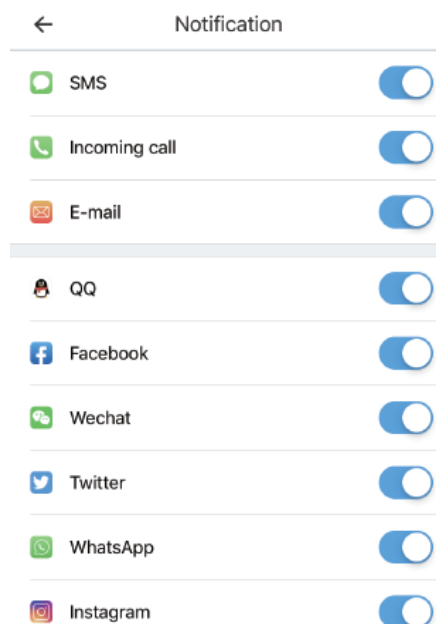 Notification
SMS
Incoming call
E-mail
QQ
Facebook
Wechat
Twitter
WhatsApp
Instagram